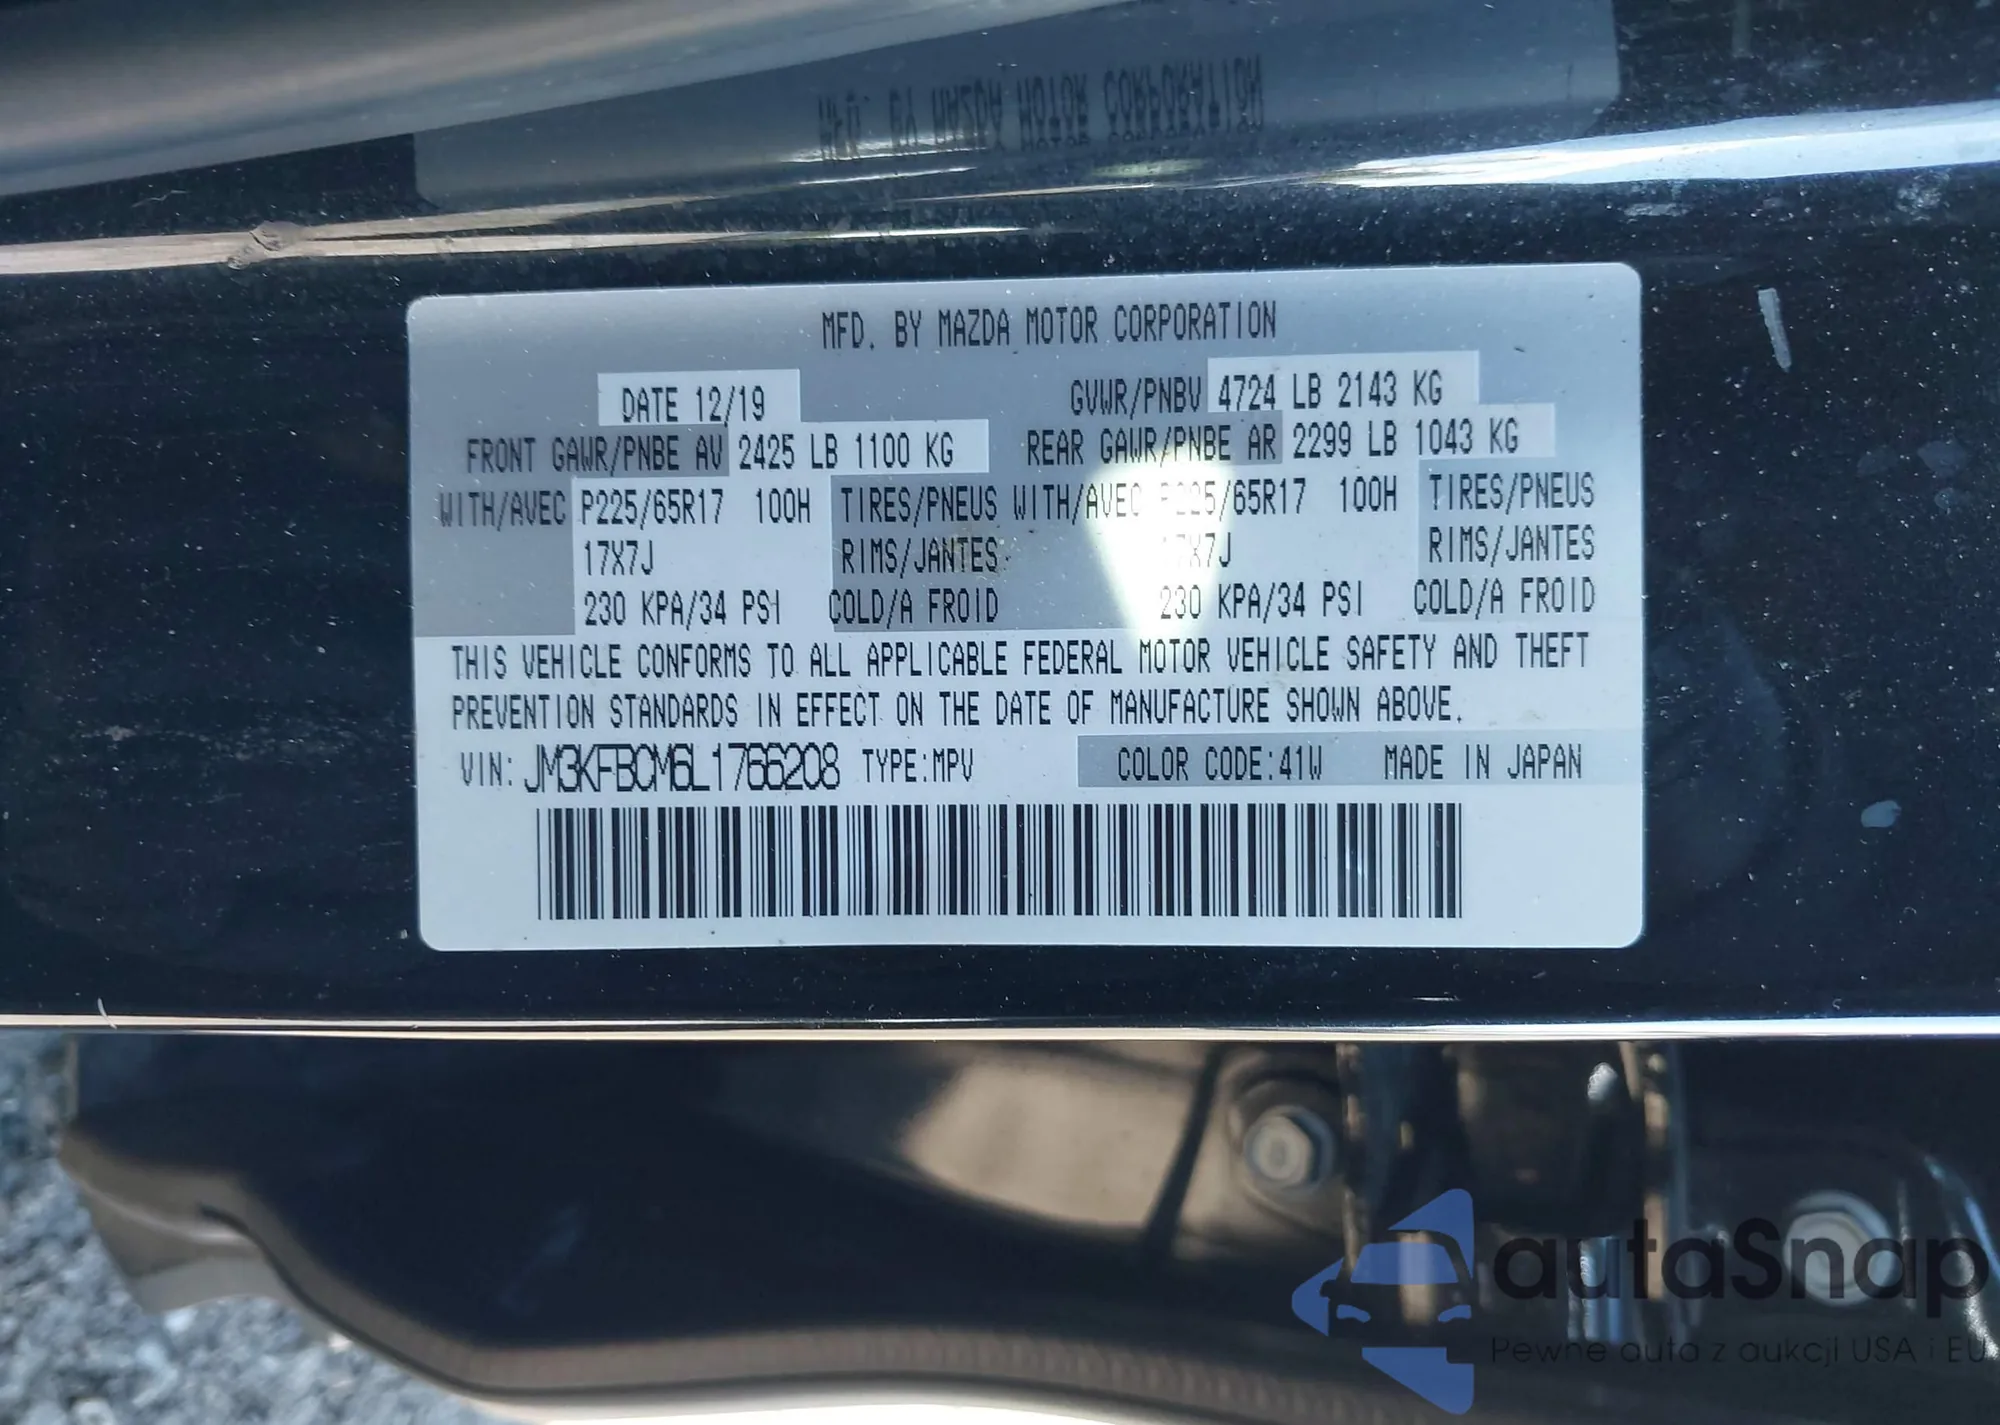 MFD. BY MAZDA MOTOR CORPORATION
DATE 12/19 GVWR/PNBV 4724 LB 2143 KG
FRONT GAWR/PNBE AV 2425 LB 1100 KG REAR GAWR/PNBE AR 2299 LB 1043 KG
WITH/AVEC P225/65R17 100H TIRES/PNEUS WITH/AVEC P225/65R17 100H TIRES/PNEUS
17X7J RIMS/JANTES 17X7J RIMS/JANTES
230 KPA/34 PSI COLD/A FROID 230 KPA/34 PSI COLD/A FROID
THIS VEHICLE CONFORMS TO ALL APPLICABLE FEDERAL MOTOR VEHICLE SAFETY AND THEFT
PREVENTION STANDARDS IN EFFECT ON THE DATE OF MANUFACTURE SHOWN ABOVE.
VIN: JM3KFBCM6L1766208 TYPE:MPV COLOR CODE:41W MADE IN JAPAN
autaSnap
Pewne auta z aukcji USA i EU